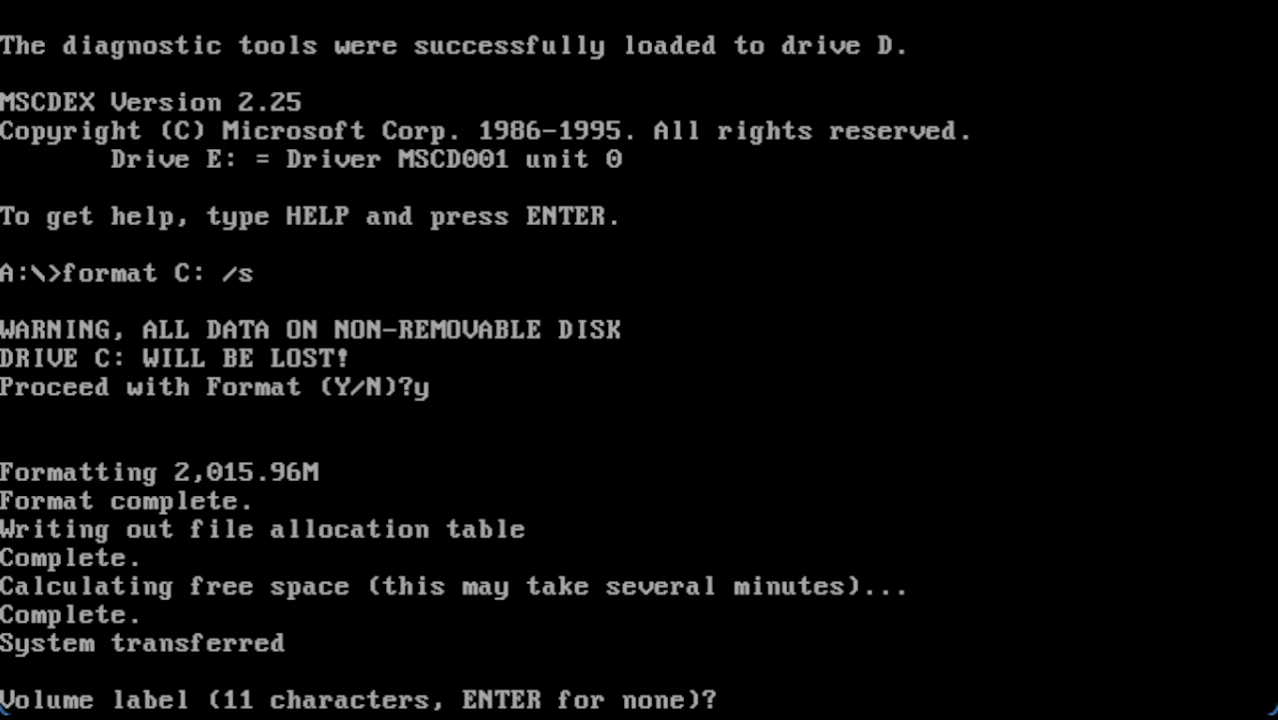 The diagnostic tools were successfully loaded to drive D.
MSCDEX Version 2.25
Copyright (C) Microsoft Corp. 1986-1995. All rights reserved.
Drive E: = Driver MSCD001 unit 0
To get help, type HELP and press ENTER.
A:\>format C: /s
WARNING, ALL DATA ON NON-REMOVABLE DISK
DRIVE C: WILL BE LOST!
Proceed with Format (Y/N)?y
Formatting 2,015.96M
Format complete.
Writing out file allocation table
Complete.
Calculating free space (this may take several minutes)...
Complete.
System transferred
Volume label (11 characters, ENTER for none)?